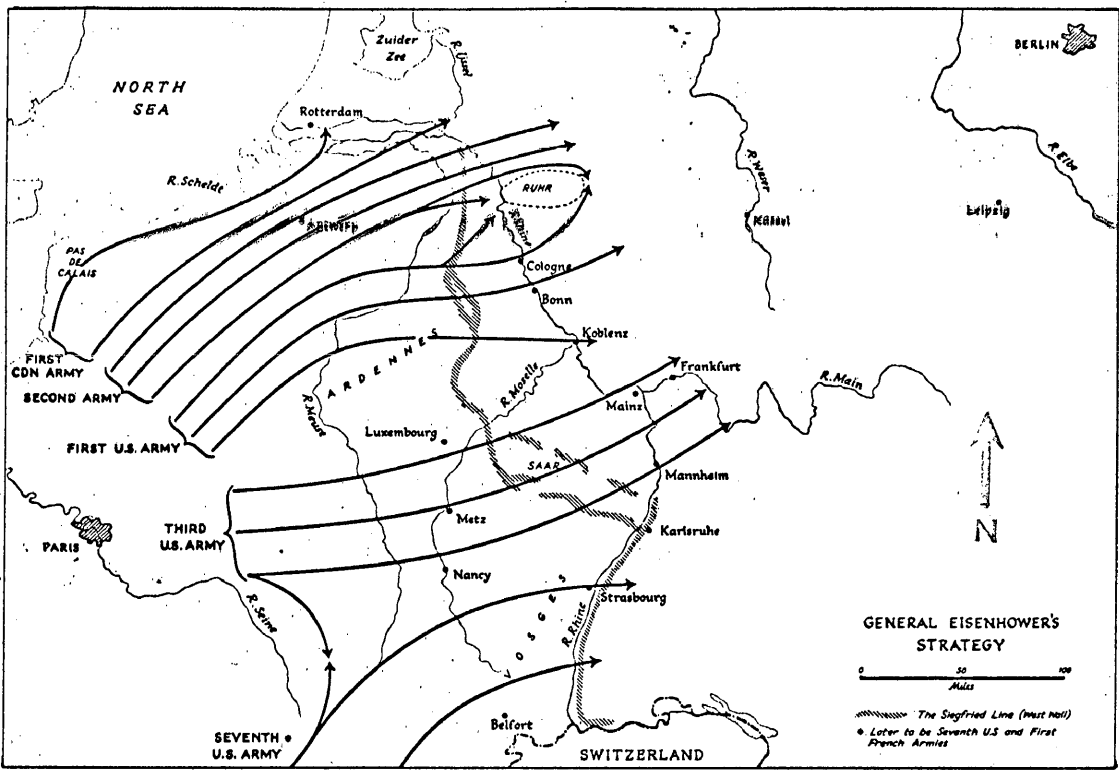 Zuider
Zee
R. Ijssel
BERLIN
NORTH
SEA
Rotterdam
R. Scheldt
R. Weser
R. Elbe
RUHR
Kassel
Leipzig
Antwerp
R. Rhine
PAS
DE
CALAIS
Cologne
Bonn
Koblenz
FIRST
CDN ARMY
ARDENNES
SECOND ARMY
R. Meuse
R. Moselle
Frankfurt
R. Main
Mainz
FIRST U.S. ARMY
Luxembourg
SAAR
Mannheim
THIRD
U.S. ARMY
Metz
Karlsruhe
N
PARIS
Nancy
R. Seine
VOSGES
Strasbourg
R. Rhine
GENERAL EISENHOWER'S
STRATEGY
0 50 100
Miles
The Siegfried Line (West Wall)
• Later to be Seventh U.S and First
French Armies
Belfort
SEVENTH •
U.S. ARMY
SWITZERLAND